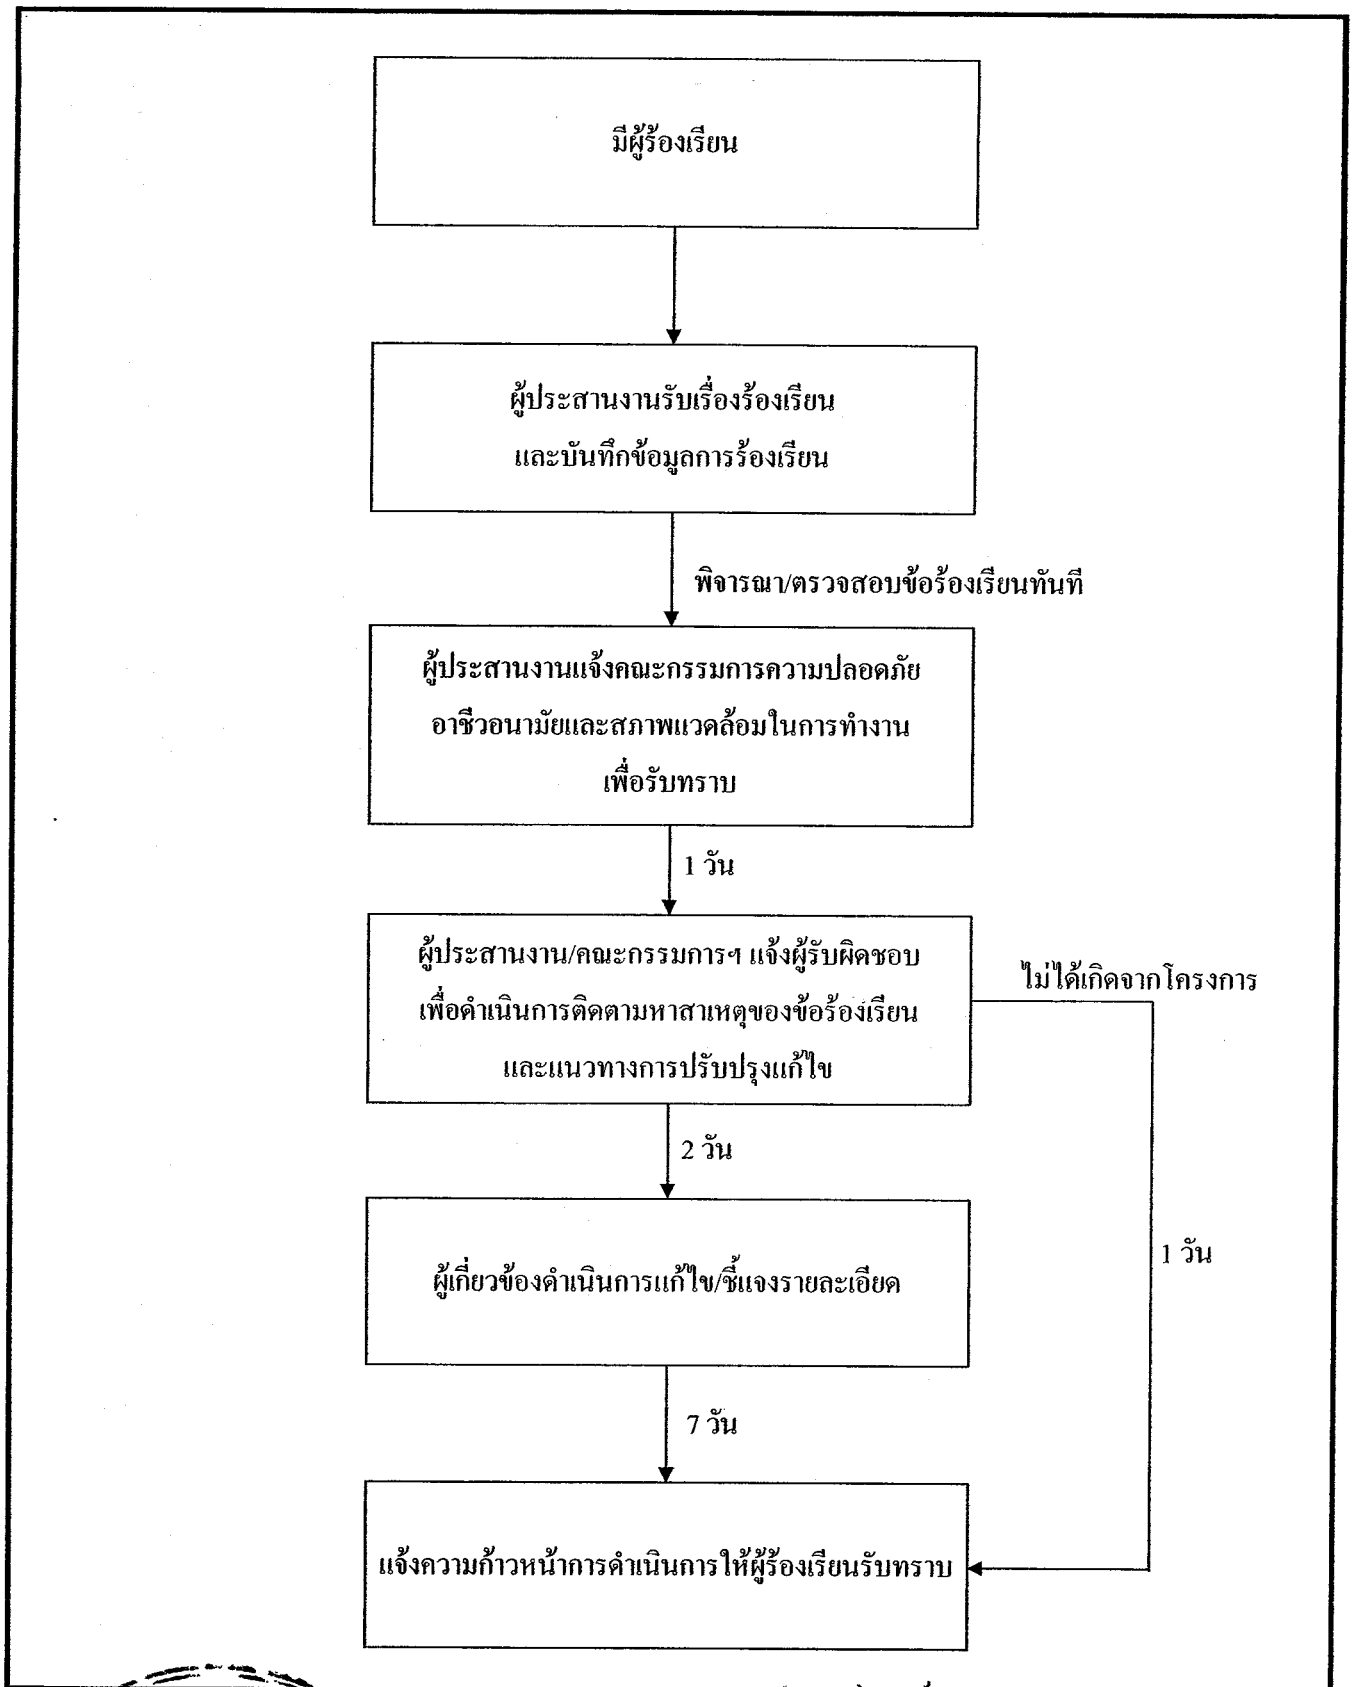 มีผู้ร้องเรียน
ผู้ประสานงานรับเรื่องร้องเรียน
และบันทึกข้อมูลการร้องเรียน
พิจารณา/ตรวจสอบข้อร้องเรียนทันที
ผู้ประสานงานแจ้งคณะกรรมการความปลอดภัย
อาชีวอนามัยและสภาพแวดล้อมในการทำงาน
เพื่อรับทราบ
1 วัน
ผู้ประสานงาน/คณะกรรมการฯ แจ้งผู้รับผิดชอบ
เพื่อดำเนินการติดตามหาสาเหตุของข้อร้องเรียน
และแนวทางการปรับปรุงแก้ไข
ไม่ได้เกิดจากโครงการ
2 วัน
1 วัน
ผู้เกี่ยวข้องดำเนินการแก้ไข/ชี้แจงรายละเอียด
7 วัน
แจ้งความก้าวหน้าการดำเนินการให้ผู้ร้องเรียนรับทราบ